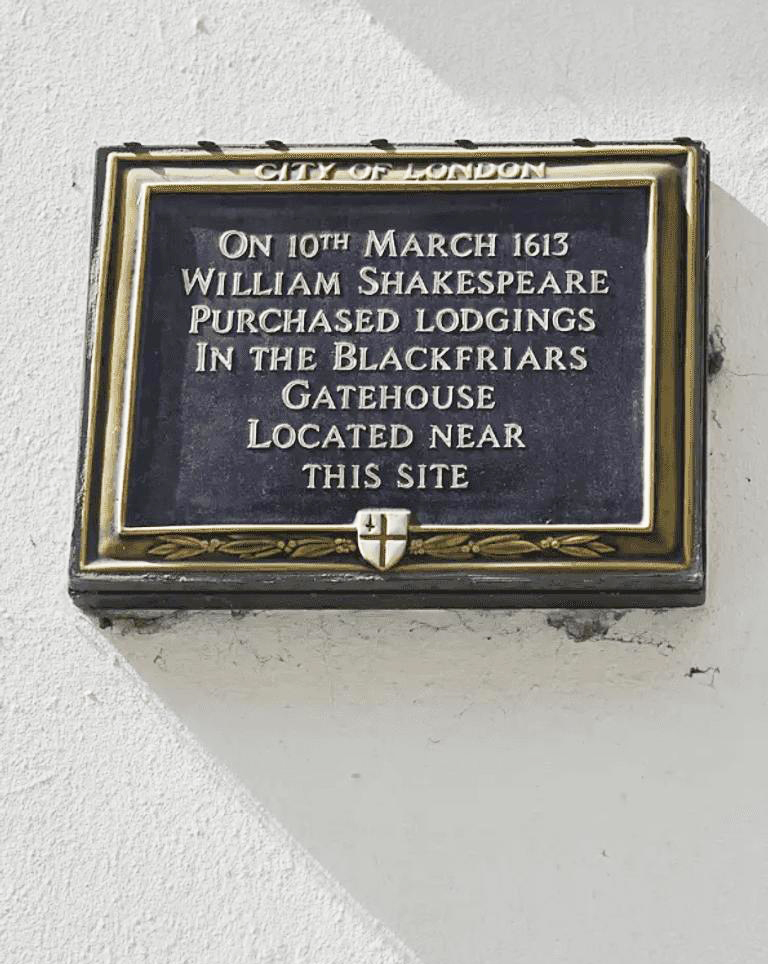 CITY OF LONDON
ON 10TH MARCH 1613
WILLIAM SHAKESPEARE
PURCHASED LODGINGS
IN THE BLACKFRIARS
GATEHOUSE
LOCATED NEAR
THIS SITE